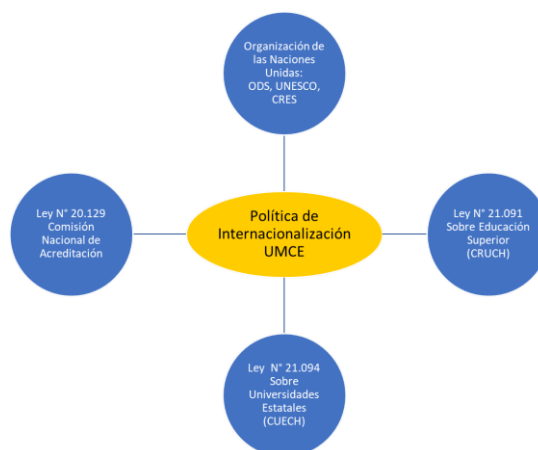 Organización de
las Naciones
Unidas:
ODS, UNESCO,
CRES
Ley N° 20.129
Comisión
Nacional de
Acreditación
Política de
Internacionalización
UMCE
Ley N° 21.091
Sobre Educación
Superior
(CRUCH)
Ley N° 21.094
Sobre
Universidades
Estatales
(CUECH)